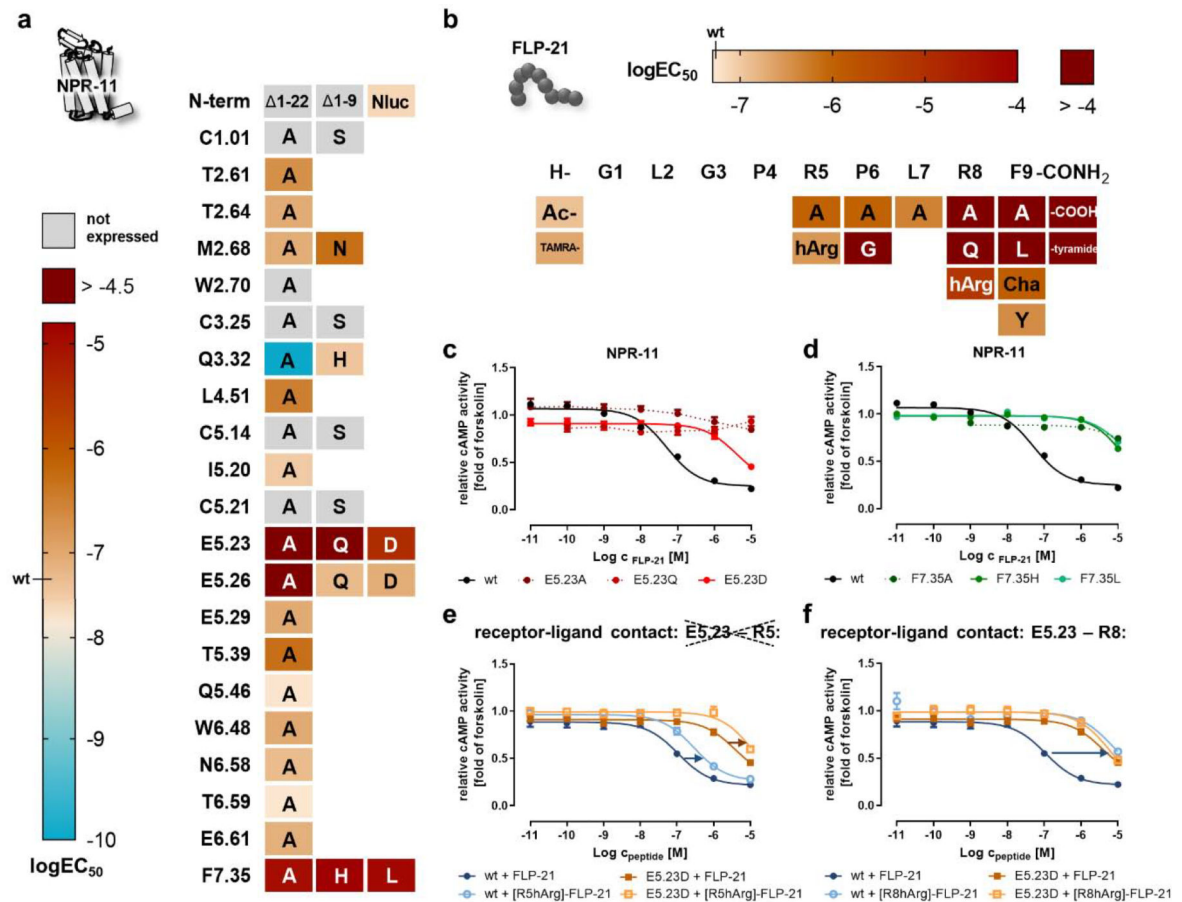 a
NPR-11
N-term Δ1-22 Δ1-9 Nluc
C1.01 A S
T2.61 A
T2.64 A
M2.68 A N
W2.70 A
C3.25 A S
Q3.32 A H
L4.51 A
C5.14 A S
I5.20 A
C5.21 A S
E5.23 A Q D
E5.26 A Q D
E5.29 A
T5.39 A
Q5.46 A
W6.48 A
N6.58 A
T6.59 A
E6.61 A
F7.35 A H L
not
expressed
> -4.5
-5
-6
-7
wt
-8
-9
-10
logEC50
b
FLP-21
wt
logEC50
-7 -6 -5 -4 > -4
H- G1 L2 G3 P4 R5 P6 L7 R8 F9 -CONH2
Ac- A A A A A -COOH
TAMRA- hArg G Q L -tyramide
hArg Cha
Y
c
NPR-11
relative cAMP activity
[fold of forskolin]
1.5
1.0
0.5
0.0
-11 -10 -9 -8 -7 -6 -5
Log c FLP-21 [M]
wt E5.23A E5.23Q E5.23D
d
NPR-11
relative cAMP activity
[fold of forskolin]
1.5
1.0
0.5
0.0
-11 -10 -9 -8 -7 -6 -5
Log c FLP-21 [M]
wt F7.35A F7.35H F7.35L
e
receptor-ligand contact: E5.23 – R5:
relative cAMP activity
[fold of forskolin]
1.5
1.0
0.5
0.0
-11 -10 -9 -8 -7 -6 -5
Log cpeptide [M]
wt + FLP-21 E5.23D + FLP-21
wt + [R5hArg]-FLP-21 E5.23D + [R5hArg]-FLP-21
f
receptor-ligand contact: E5.23 – R8:
relative cAMP activity
[fold of forskolin]
1.5
1.0
0.5
0.0
-11 -10 -9 -8 -7 -6 -5
Log cpeptide [M]
wt + FLP-21 E5.23D + FLP-21
wt + [R8hArg]-FLP-21 E5.23D + [R8hArg]-FLP-21